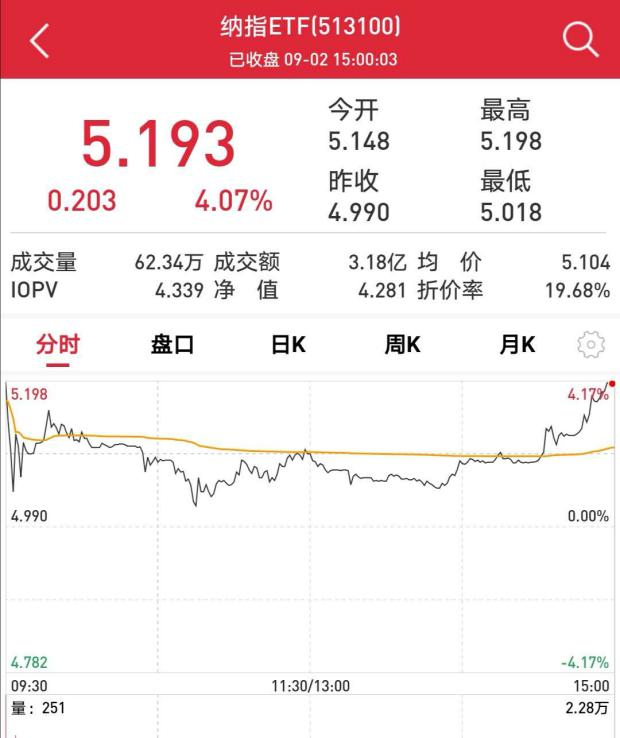 纳指ETF(513100)
已收盘 09-02 15:00:03
5.193
0.203 4.07%
今开 最高
5.148 5.198
昨收 最低
4.990 5.018
成交量 62.34万 成交额 3.18亿 均 价 5.104
IOPV 4.339 净 值 4.281 折价率 19.68%
分时 盘口 日K 周K 月K
5.198 4.17%
4.990 0.00%
4.782 -4.17%
09:30 11:30/13:00 15:00
量: 251 2.28万